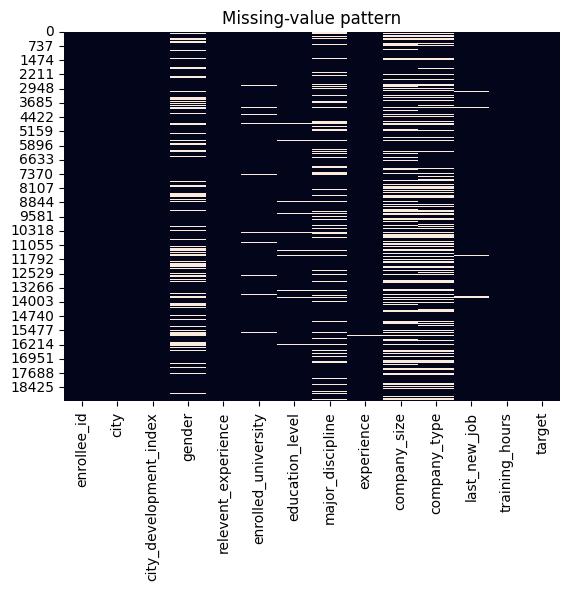 Missing-value pattern
0
737
1474
2211
2948
3685
4422
5159
5896
6633
7370
8107
8844
9581
10318
11055
11792
12529
13266
14003
14740
15477
16214
16951
17688
18425
enrollee_id
city
city_development_index
gender
relevent_experience
enrolled_university
education_level
major_discipline
experience
company_size
company_type
last_new_job
training_hours
target